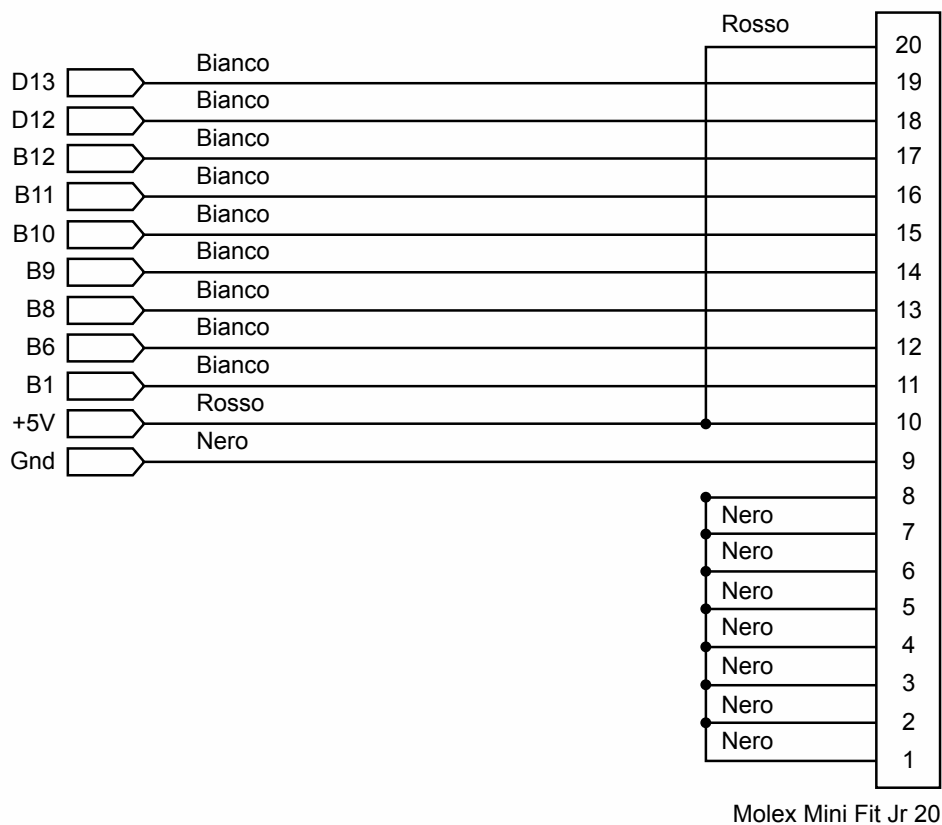 Rosso
20
Bianco
D13
19
Bianco
D12
18
Bianco
B12
17
Bianco
B11
16
Bianco
B10
15
Bianco
B9
14
Bianco
B8
13
Bianco
B6
12
Bianco
B1
11
Rosso
+5V
10
Nero
Gnd
9
8
Nero
7
Nero
6
Nero
5
Nero
4
Nero
3
Nero
2
Nero
1
Molex Mini Fit Jr 20